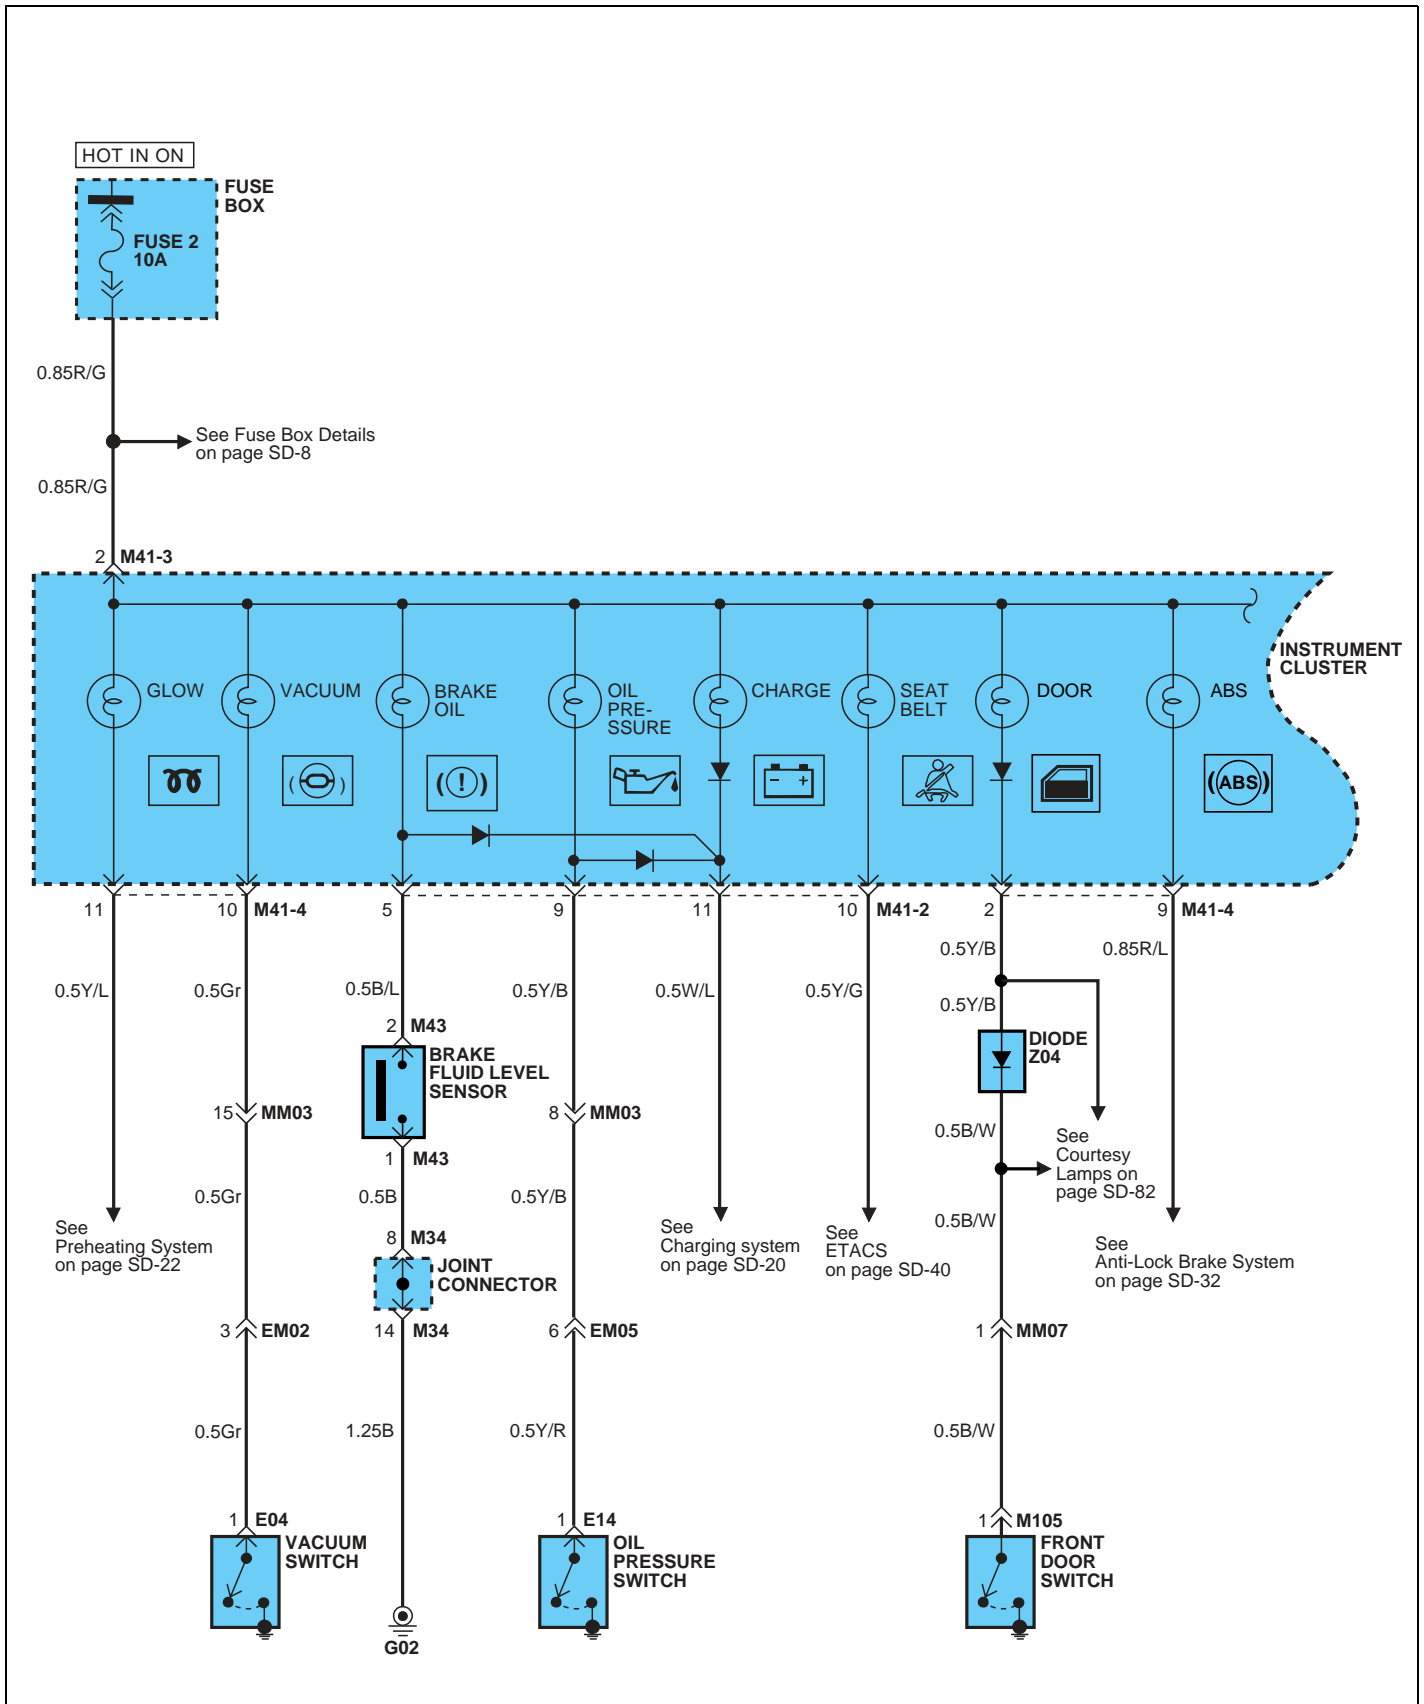 HOT IN ON
FUSE
BOX
FUSE 2
10A
0.85R/G
See Fuse Box Details
on page SD-8
0.85R/G
2 M41-3
INSTRUMENT
CLUSTER
GLOW
VACUUM
BRAKE
OIL
OIL
PRE-
SSURE
CHARGE
SEAT
BELT
DOOR
ABS
(!)
- +
(ABS)
11
10 M41-4
5
9
11
10 M41-2
2
9 M41-4
0.5Y/B
0.85R/L
0.5Y/L
0.5Gr
0.5B/L
0.5Y/B
0.5W/L
0.5Y/G
0.5Y/B
2 M43
BRAKE
FLUID LEVEL
SENSOR
DIODE
Z04
15 MM03
8 MM03
0.5B/W
1 M43
See
Courtesy
Lamps on
page SD-82
0.5Gr
0.5B
0.5Y/B
0.5B/W
See
Preheating System
on page SD-22
8 M34
JOINT
CONNECTOR
See
Charging system
on page SD-20
See
ETACS
on page SD-40
See
Anti-Lock Brake System
on page SD-32
3 EM02
14 M34
6 EM05
1 MM07
0.5Gr
1.25B
0.5Y/R
0.5B/W
1 E04
VACUUM
SWITCH
1 E14
OIL
PRESSURE
SWITCH
1 M105
FRONT
DOOR
SWITCH
G02